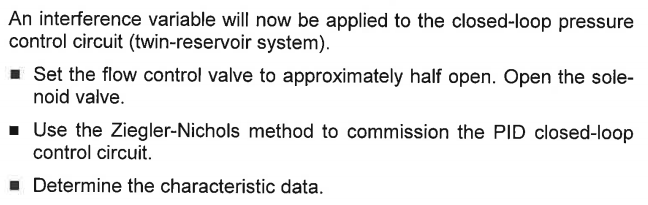 An interference variable will now be applied to the closed-loop pressure
control circuit (twin-reservoir system).
■ Set the flow control valve to approximately half open. Open the sole-
noid valve.
■ Use the Ziegler-Nichols method to commission the PID closed-loop
control circuit.
■ Determine the characteristic data.